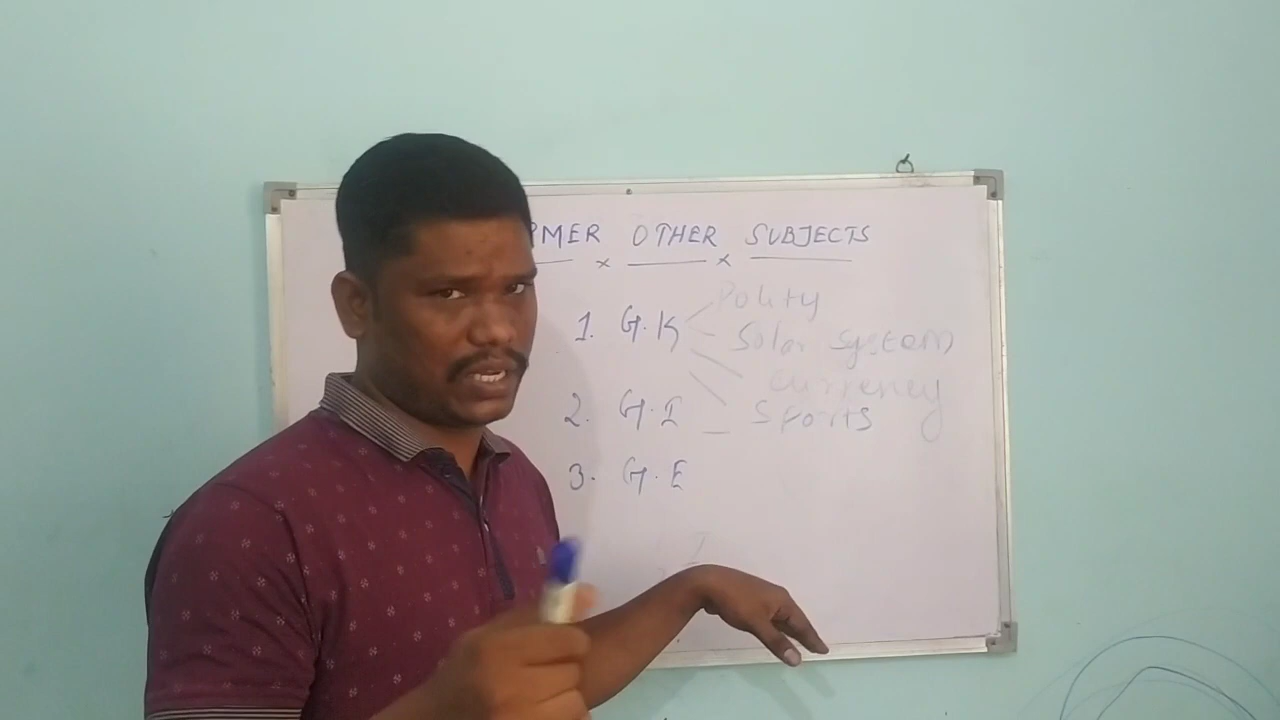 PMER OTHER SUBJECTS
1. G.K
Polity
Solar System
Currency
2. G.I
Sports
3. G.E